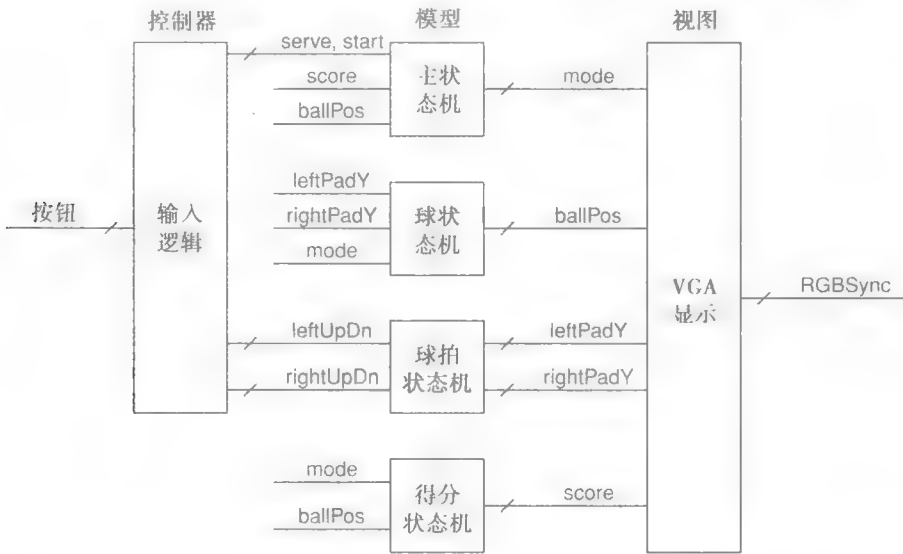 控制器
模型
视图
serve, start
score
ballPos
主状
态机
mode
按钮
输入
逻辑
leftPadY
rightPadY
mode
球状
态机
ballPos
VGA
显示
RGBSync
leftUpDn
rightUpDn
球拍
状态机
leftPadY
rightPadY
mode
ballPos
得分
状态机
score